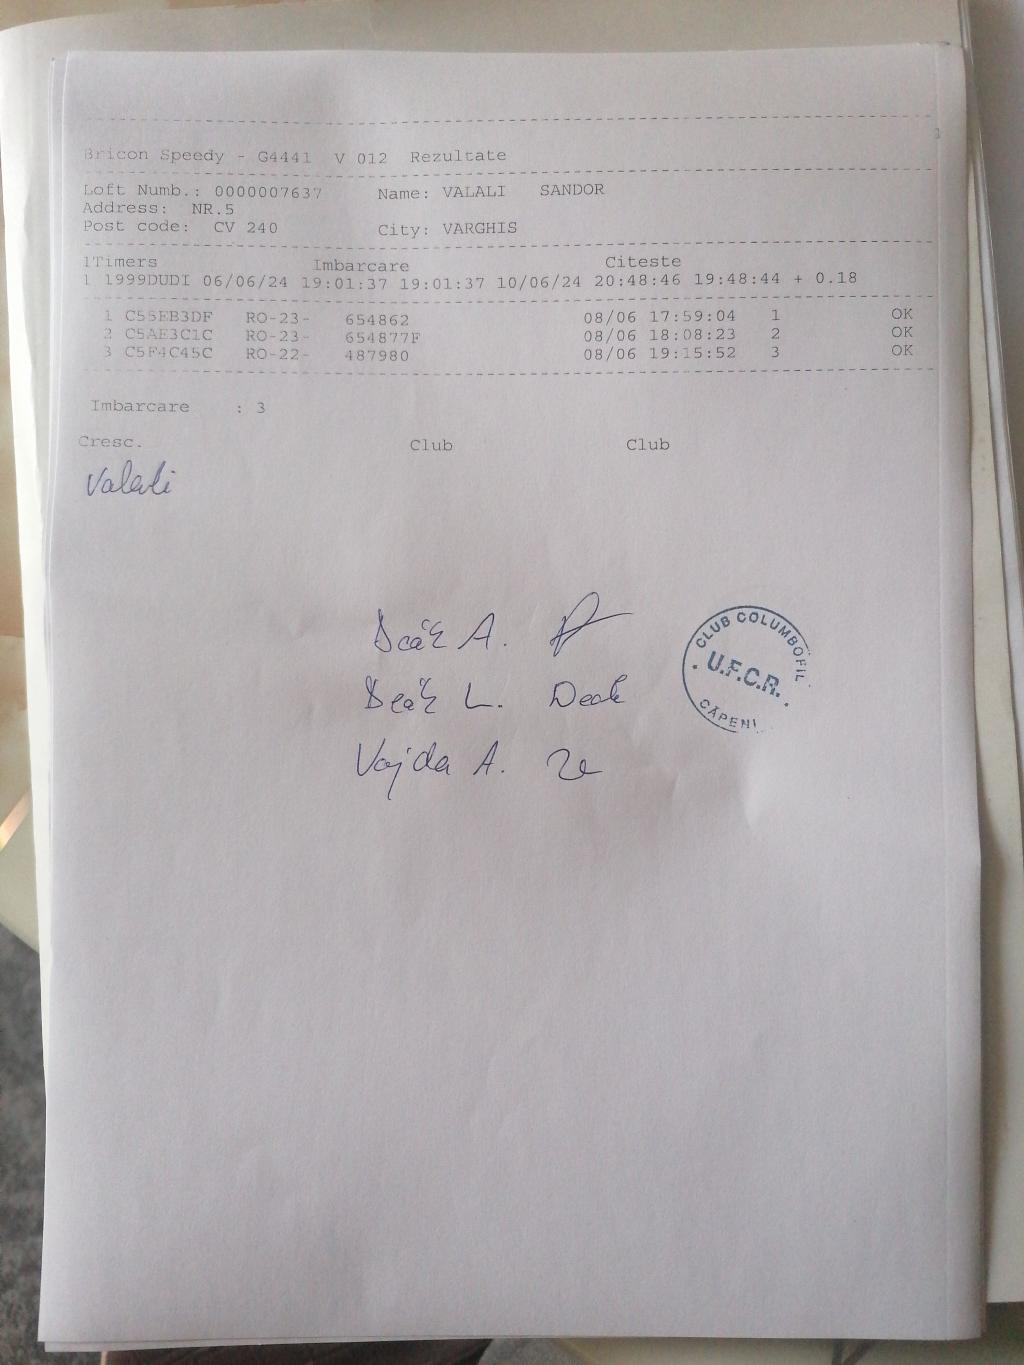 Bricon Speedy - G4441 V 012 Rezultate
Loft Numb.: 0000007637 Name: VALALI SANDOR
Address: NR.5
Post code: CV 240 City: VARGHIS
1Timers Imbarcare Citeste
1 1999DUDI 06/06/24 19:01:37 19:01:37 10/06/24 20:48:46 19:48:44 + 0.18
1 C55EB3DF RO-23- 654862 08/06 17:59:04 1 OK
2 C5AE3C1C RO-23- 654877F 08/06 18:08:23 2 OK
3 C5F4C45C RO-22- 487980 08/06 19:15:52 3 OK
Imbarcare : 3
Cresc. Club Club
Valali
Deák A.
Deák L. Deak
Vajda A.
CLUB COLUMBOFIL
U.F.C.R.
CĂPENI